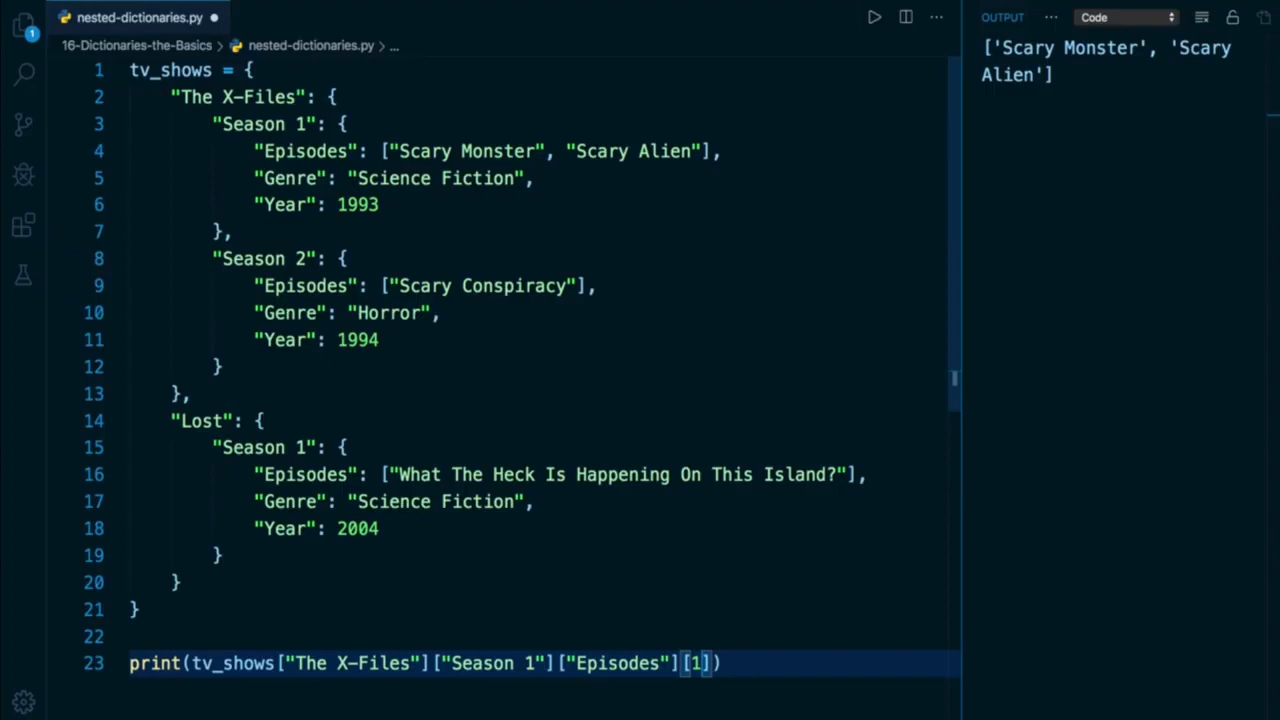 nested-dictionaries.py
OUTPUT
Code
1
16-Dictionaries-the-Basics > nested-dictionaries.py > ...
['Scary Monster', 'Scary
Alien']
1 tv_shows = {
2 "The X-Files": {
3 "Season 1": {
4 "Episodes": ["Scary Monster", "Scary Alien"],
5 "Genre": "Science Fiction",
6 "Year": 1993
7 },
8 "Season 2": {
9 "Episodes": ["Scary Conspiracy"],
10 "Genre": "Horror",
11 "Year": 1994
12 }
13 },
14 "Lost": {
15 "Season 1": {
16 "Episodes": ["What The Heck Is Happening On This Island?"],
17 "Genre": "Science Fiction",
18 "Year": 2004
19 }
20 }
21 }
22
23 print(tv_shows["The X-Files"]["Season 1"]["Episodes"][1])